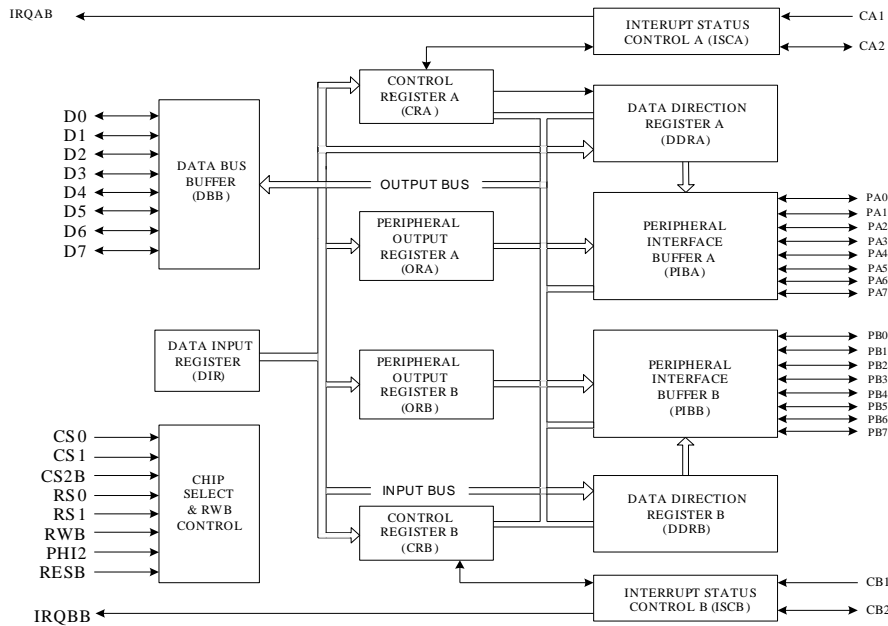 IRQAB
INTERUPT STATUS
CONTROL A (ISCA)
CA1
CA2
CONTROL
REGISTER A
(CRA)
DATA DIRECTION
REGISTER A
(DDRA)
D0
D1
D2
D3
D4
D5
D6
D7
DATA BUS
BUFFER
(DBB)
OUTPUT BUS
PERIPHERAL
OUTPUT
REGISTER A
(ORA)
PERIPHERAL
INTERFACE
BUFFER A
(PIBA)
PA0
PA1
PA2
PA3
PA4
PA5
PA6
PA7
DATA INPUT
REGISTER
(DIR)
PERIPHERAL
OUTPUT
REGISTER B
(ORB)
PERIPHERAL
INTERFACE
BUFFER B
(PIBB)
PB0
PB1
PB2
PB3
PB4
PB5
PB6
PB7
CS0
CS1
CS2B
RS0
RS1
RWB
PHI2
RESB
CHIP
SELECT
& RWB
CONTROL
INPUT BUS
CONTROL
REGISTER B
(CRB)
DATA DIRECTION
REGISTER B
(DDRB)
IRQBB
INTERRUPT STATUS
CONTROL B (ISCB)
CB1
CB2